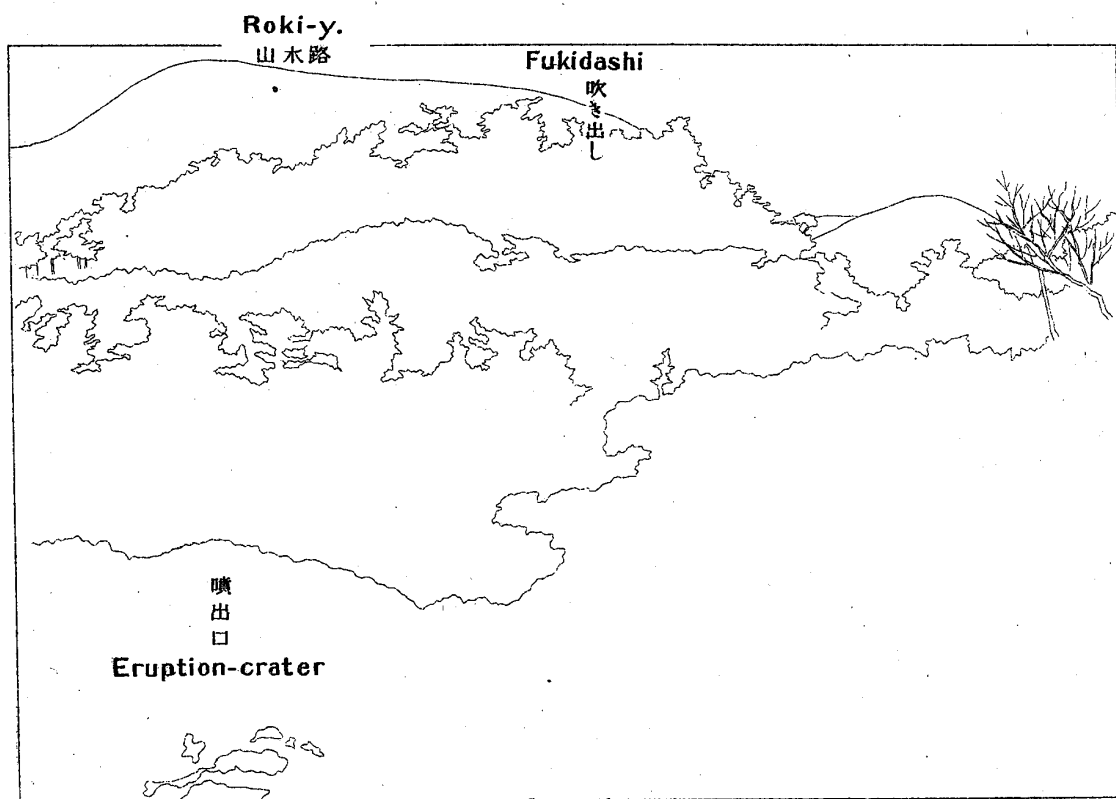 Roki-y.
山木路
Fukidashi
吹き出し
噴出口
Eruption-crater